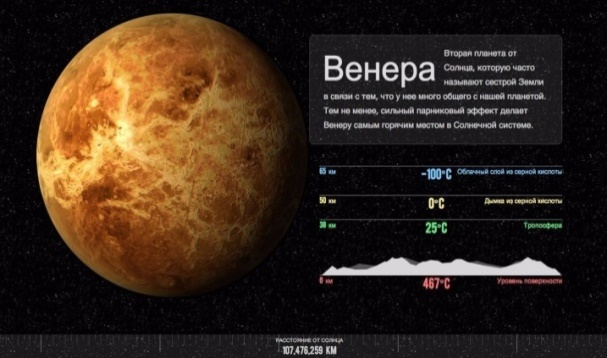 Венера
Вторая планета от
Солнца, которую часто
называют сестрой Земли
в связи с тем, что у нее много общего с нашей планетой.
Тем не менее, сильный парниковый эффект делает
Венеру самым горячим местом в Солнечной системе.
65 км -100°C Облачный слой из серной кислоты
50 км 0°C Дымка из серной кислоты
38 км 25°C Тропосфера
0 км 467°C Уровень поверхности
РАССТОЯНИЕ ОТ СОЛНЦА
107,476,259 КМ